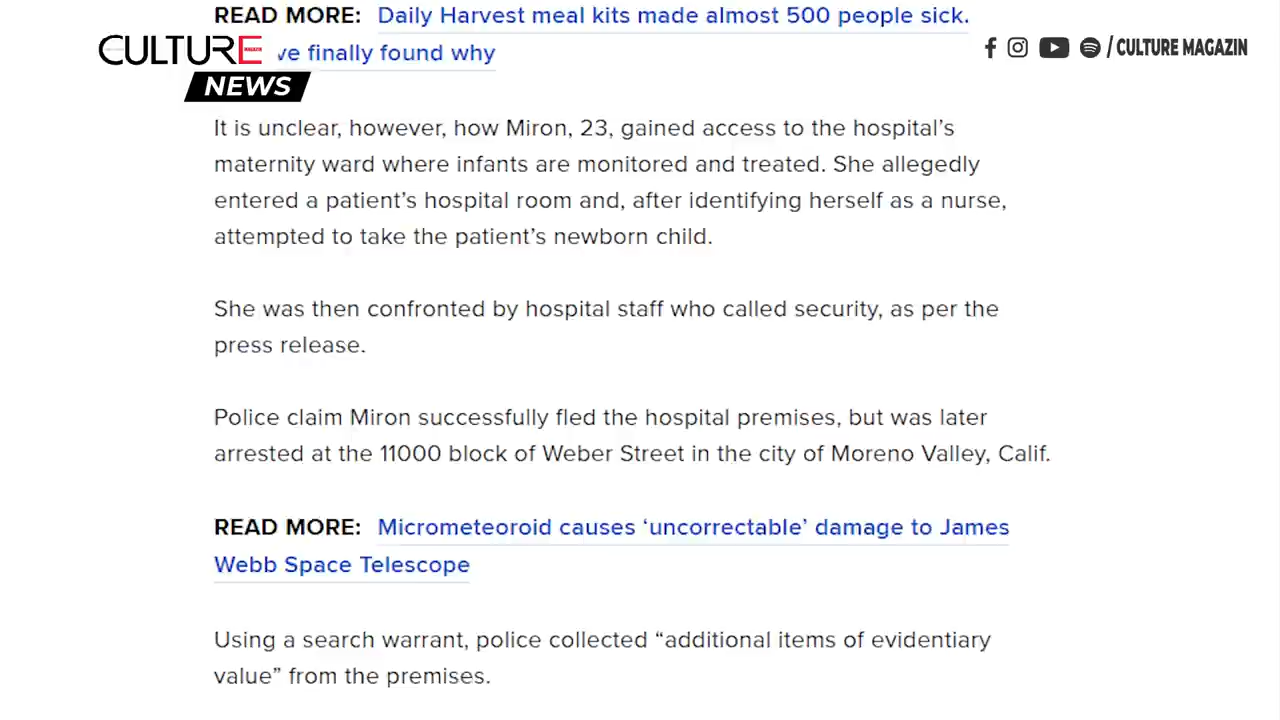 READ MORE: Daily Harvest meal kits made almost 500 people sick.
CULTURE
've finally found why
NEWS
/ CULTURE MAGAZIN
It is unclear, however, how Miron, 23, gained access to the hospital’s
maternity ward where infants are monitored and treated. She allegedly
entered a patient’s hospital room and, after identifying herself as a nurse,
attempted to take the patient’s newborn child.
She was then confronted by hospital staff who called security, as per the
press release.
Police claim Miron successfully fled the hospital premises, but was later
arrested at the 11000 block of Weber Street in the city of Moreno Valley, Calif.
READ MORE: Micrometeoroid causes ‘uncorrectable’ damage to James
Webb Space Telescope
Using a search warrant, police collected “additional items of evidentiary
value” from the premises.